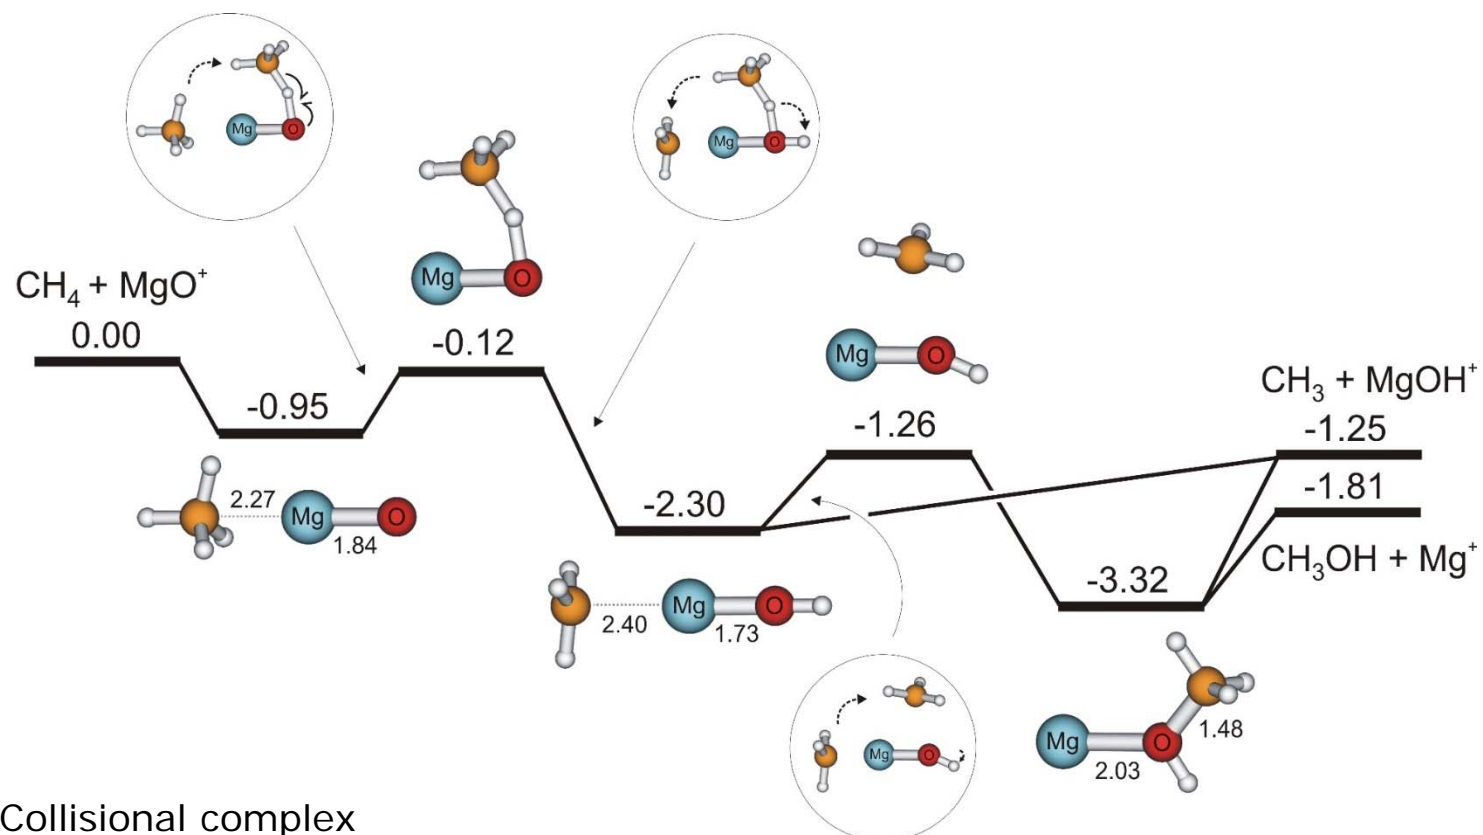 Mg O
Mg O
CH4 + MgO+
0.00
Mg O
-0.12
-0.95
2.27 Mg O
1.84
-2.30
Mg O
2.40 1.73
Mg O
-1.26
CH3 + MgOH+
-1.25
-1.81
CH3OH + Mg+
-3.32
Mg O
Mg O
1.48
2.03
Collisional complex